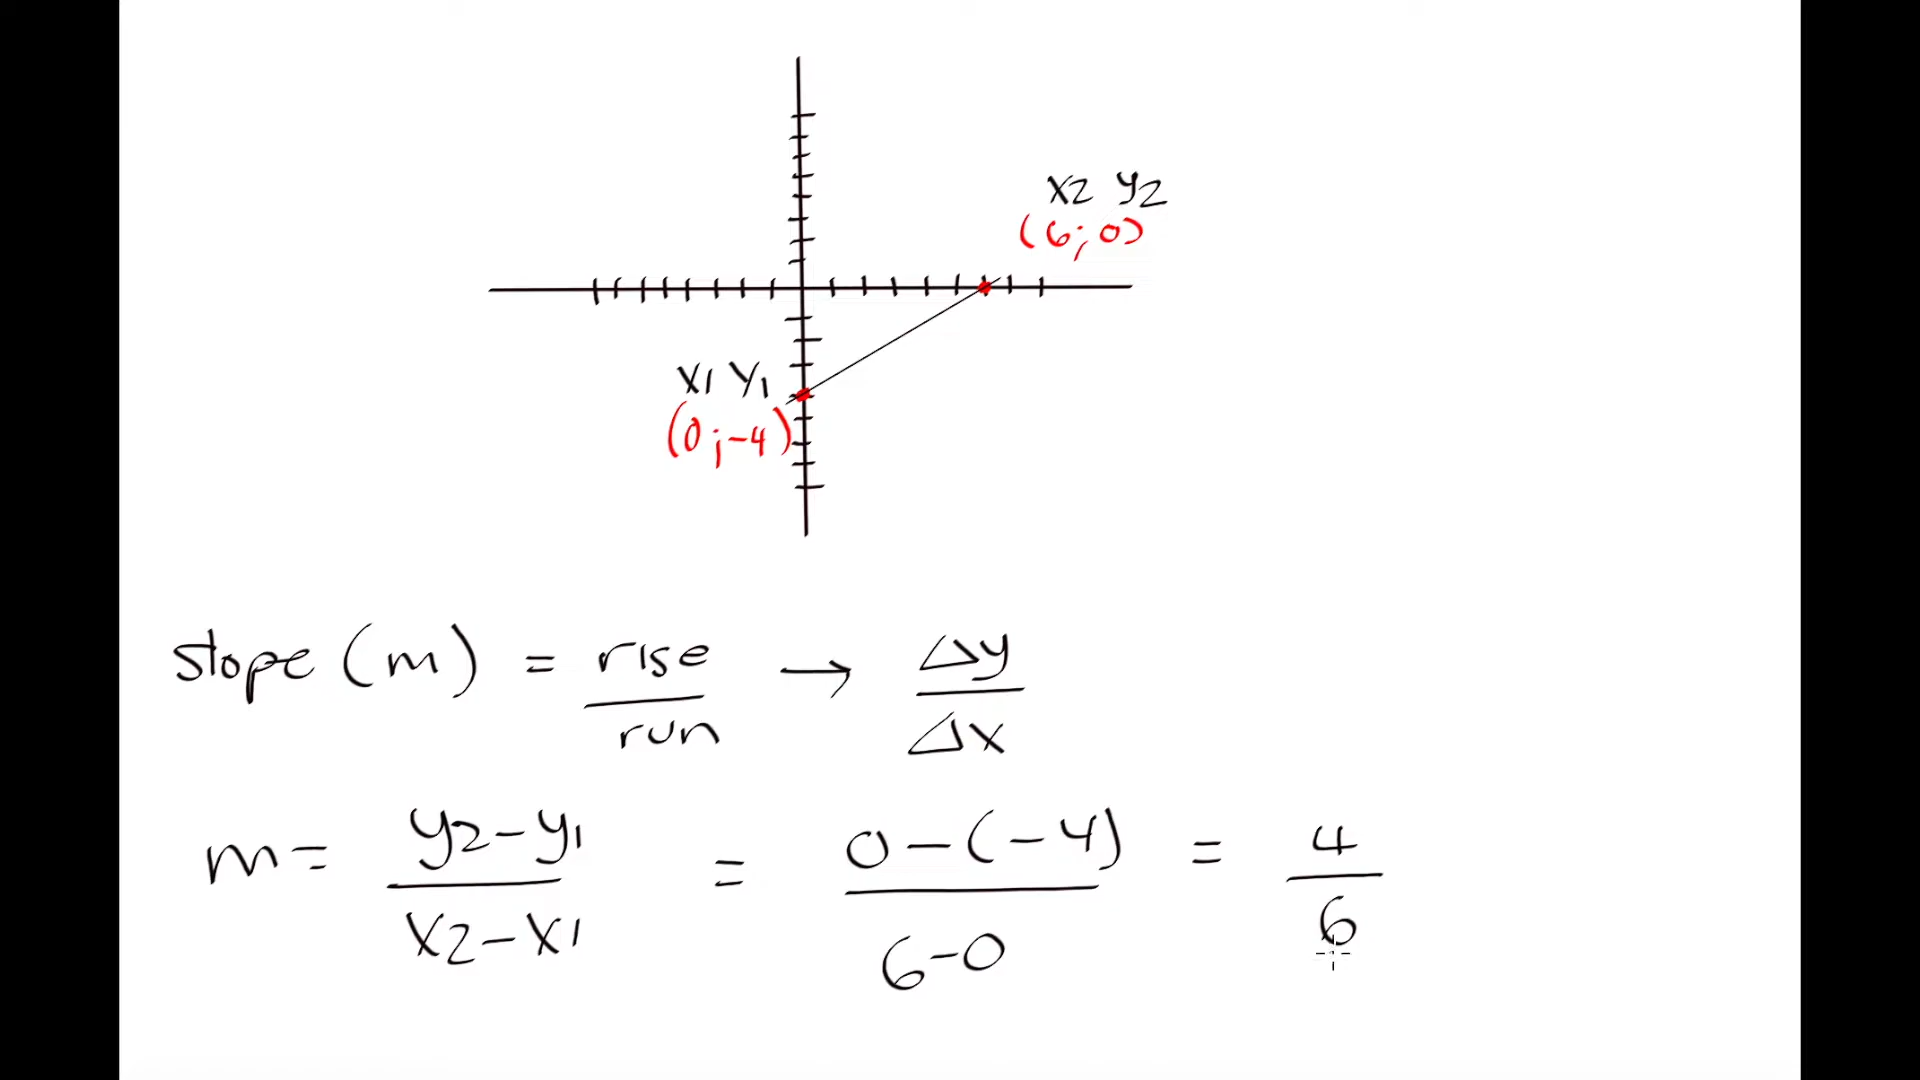 x2 y2
(6; 0)
x1 y1
(0 ; -4)
slope (m) = rise/run → Δy/Δx
m = y2 - y1/x2 - x1 = 0 - (-4)/6 - 0 = 4/6